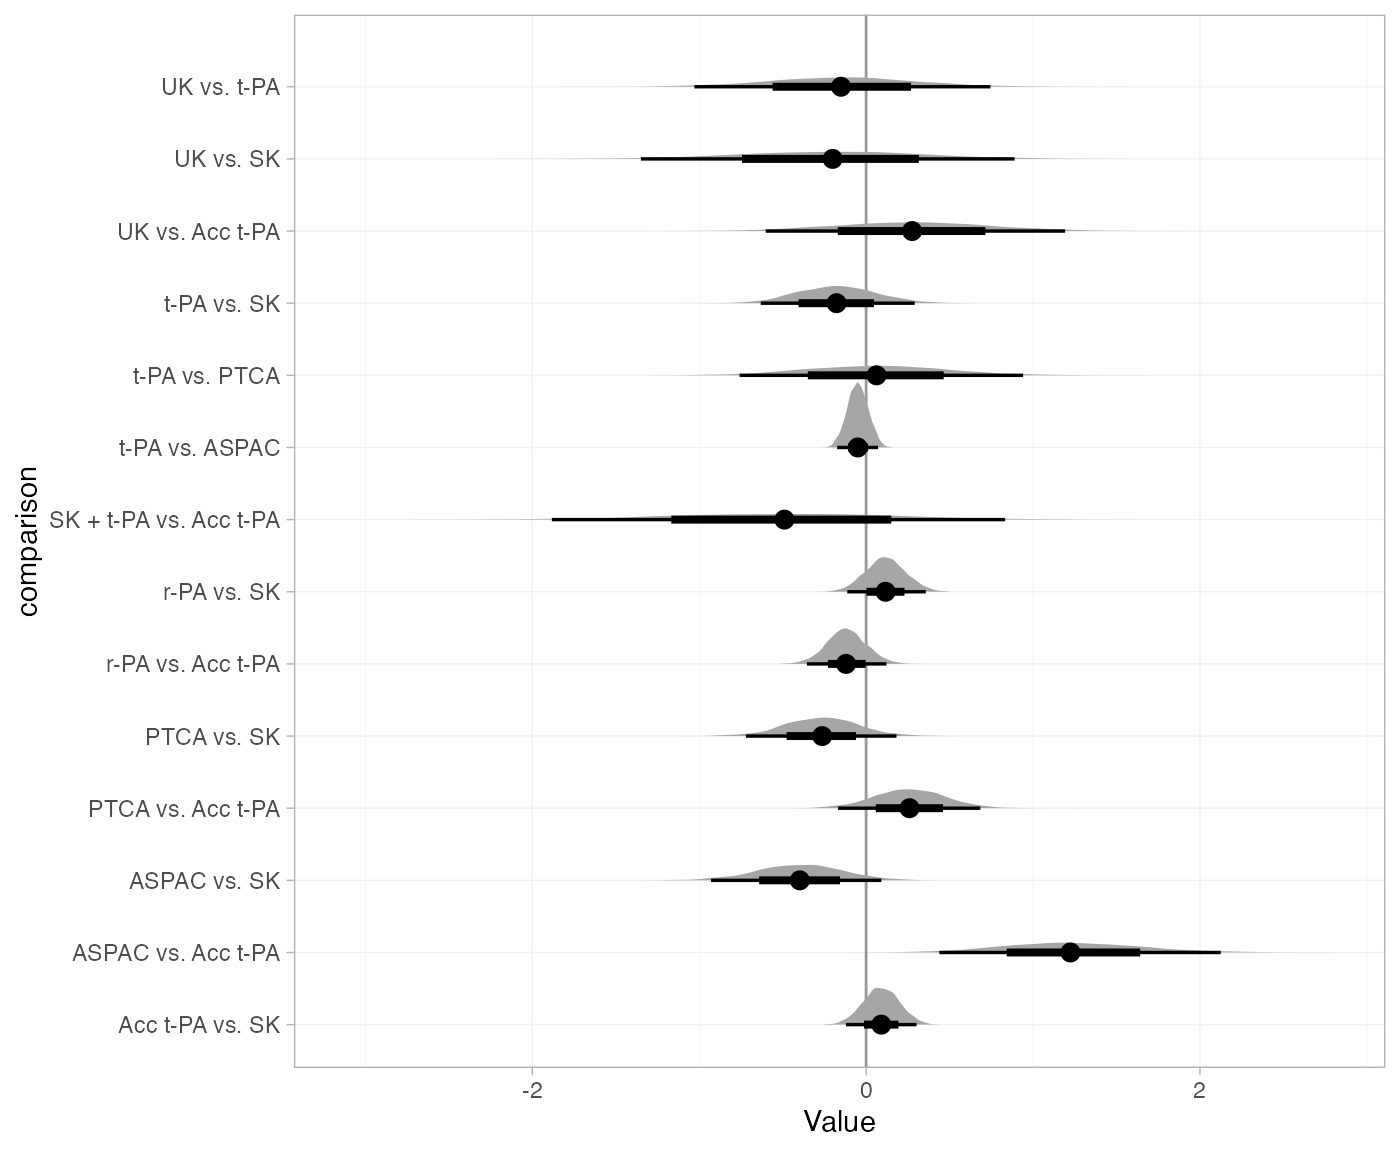 UK vs. t-PA
UK vs. SK
UK vs. Acc t-PA
t-PA vs. SK
t-PA vs. PTCA
t-PA vs. ASPAC
SK + t-PA vs. Acc t-PA
r-PA vs. SK
r-PA vs. Acc t-PA
PTCA vs. SK
PTCA vs. Acc t-PA
ASPAC vs. SK
ASPAC vs. Acc t-PA
Acc t-PA vs. SK
comparison
-2 0 2
Value